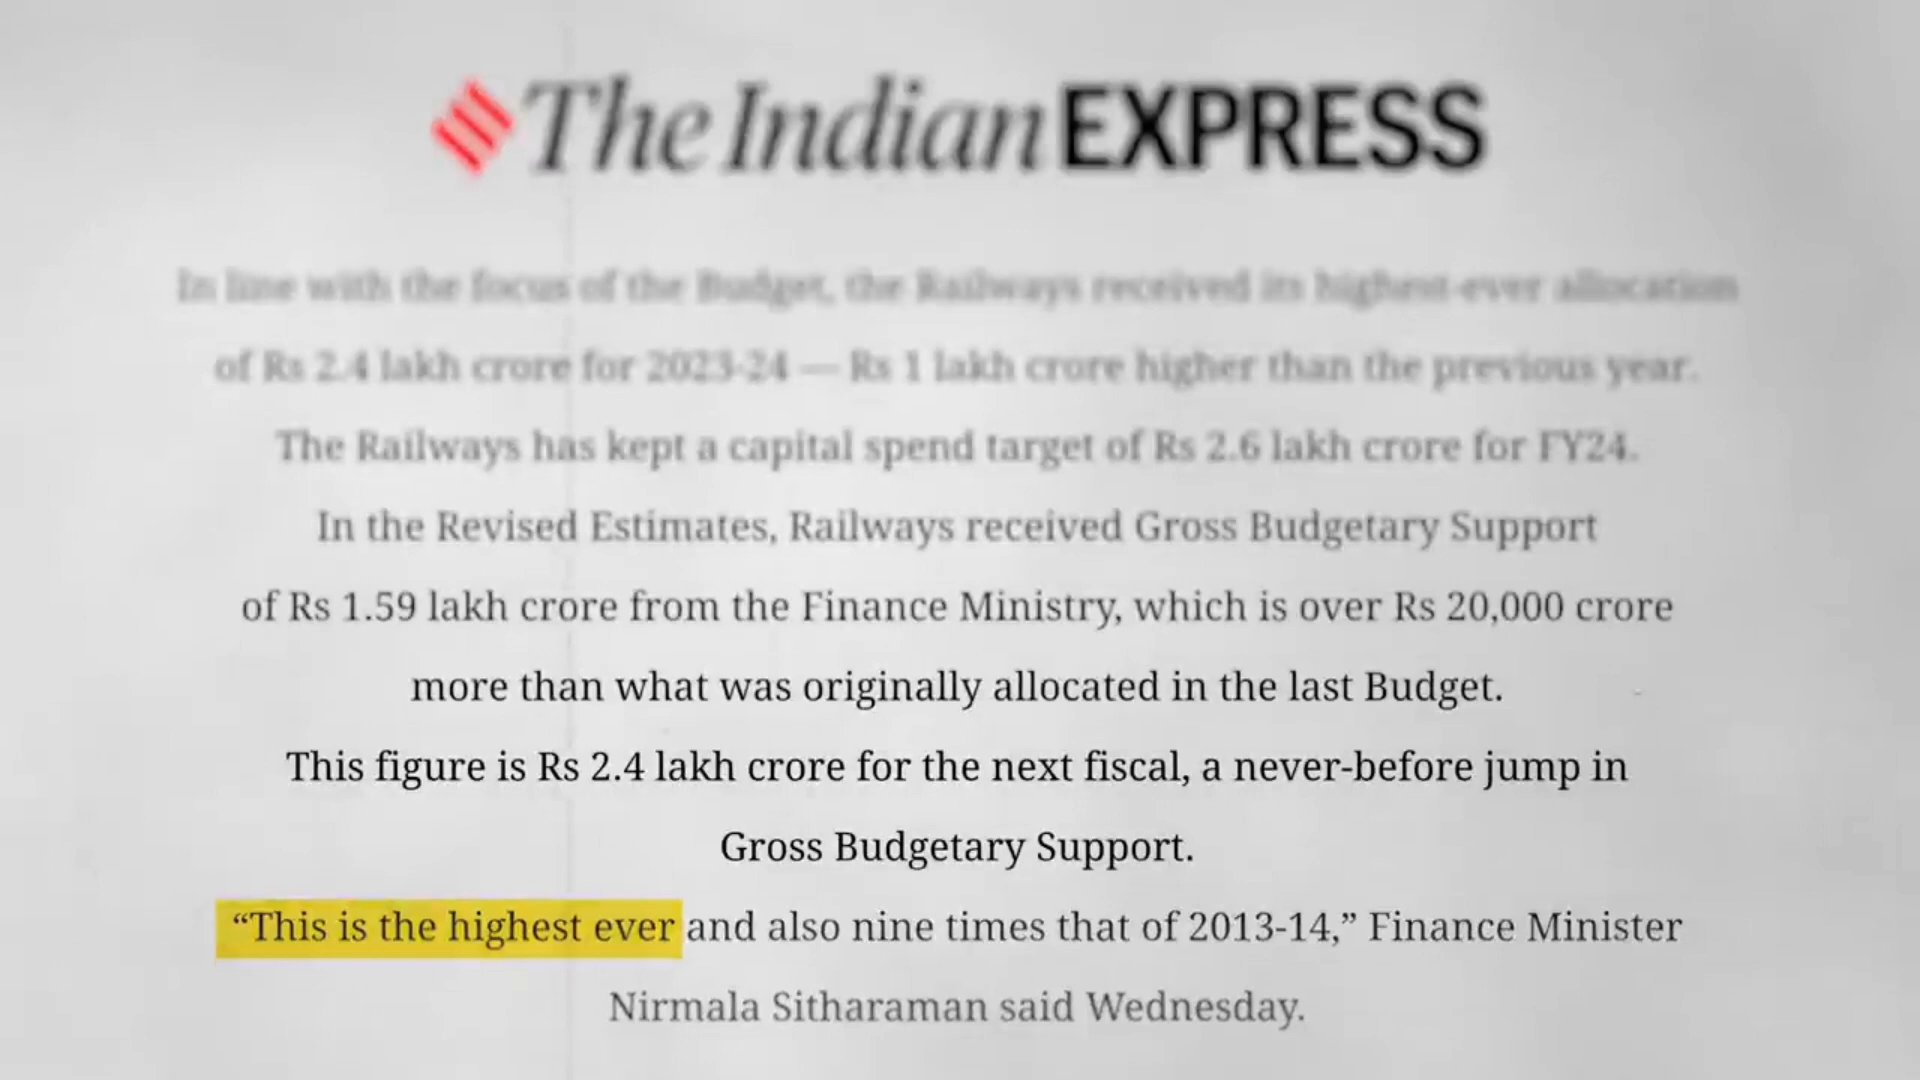 The Indian EXPRESS
In line with the focus of the Budget, the Railways received its highest-ever allocation
of Rs 2.4 lakh crore for 2023-24 — Rs 1 lakh crore higher than the previous year.
The Railways has kept a capital spend target of Rs 2.6 lakh crore for FY24.
In the Revised Estimates, Railways received Gross Budgetary Support
of Rs 1.59 lakh crore from the Finance Ministry, which is over Rs 20,000 crore
more than what was originally allocated in the last Budget.
This figure is Rs 2.4 lakh crore for the next fiscal, a never-before jump in
Gross Budgetary Support.
“This is the highest ever and also nine times that of 2013-14,” Finance Minister
Nirmala Sitharaman said Wednesday.